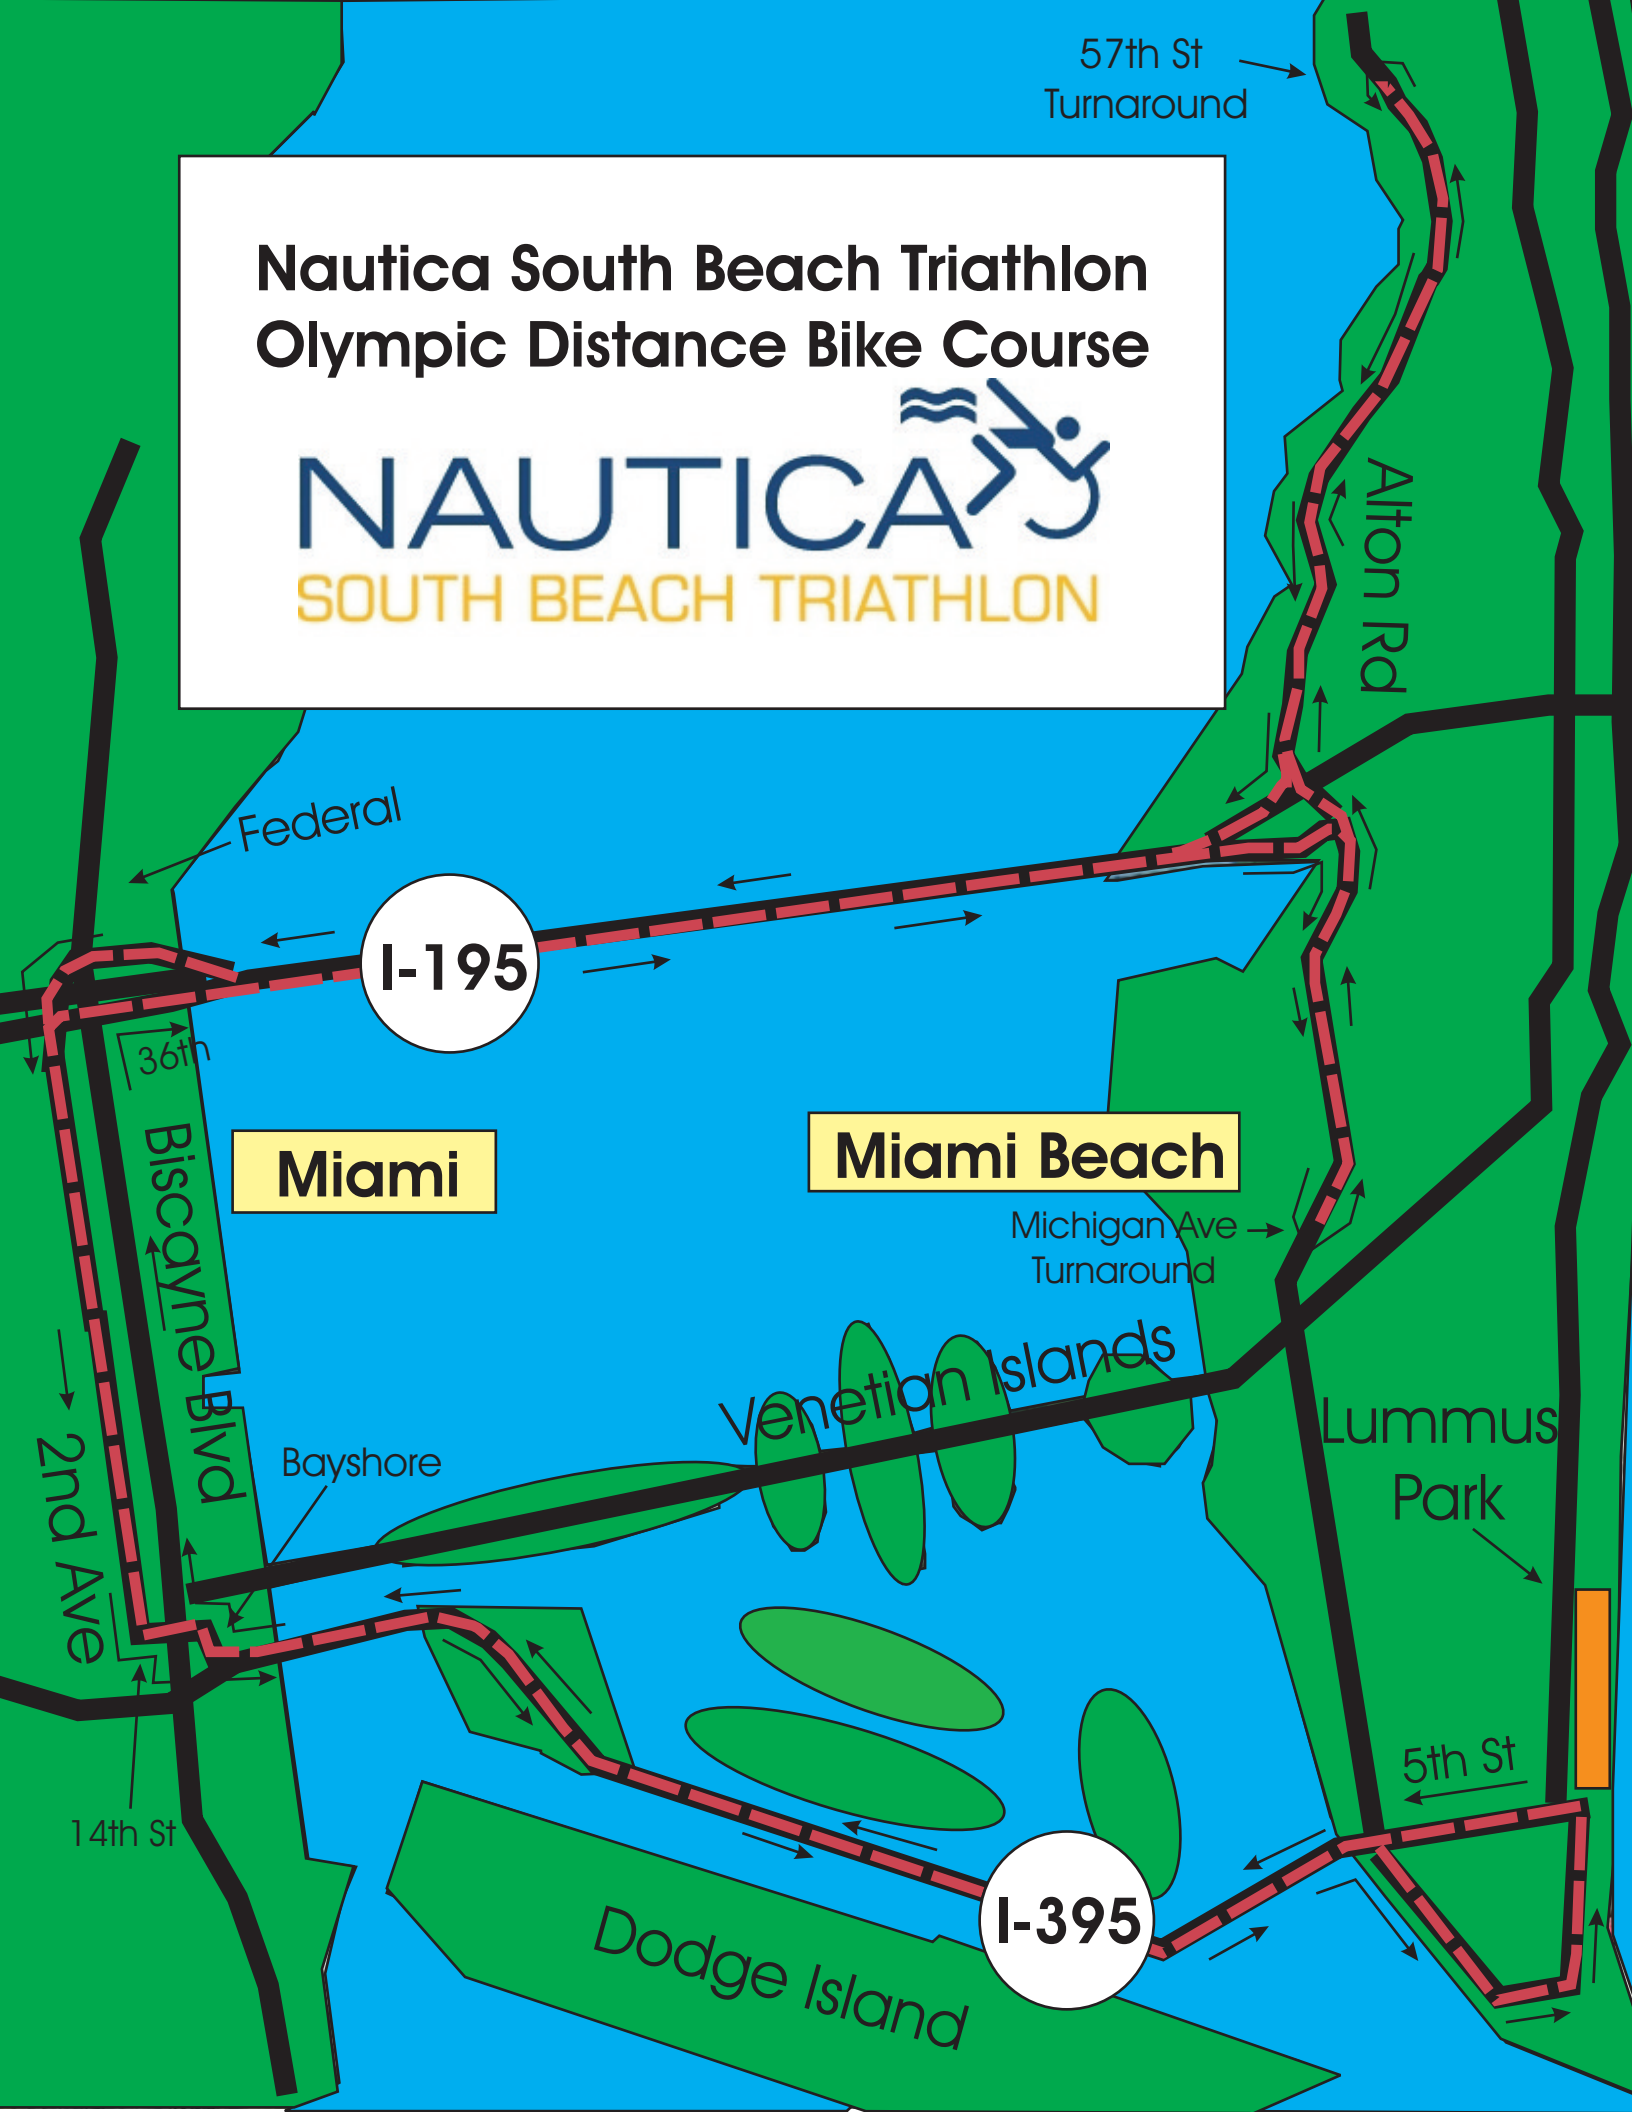 57th St
Turnaround
Nautica South Beach Triathlon
Olympic Distance Bike Course
NAUTICA
SOUTH BEACH TRIATHLON
Alton Rd
Federal
I-195
36th
Biscayne Blvd
Miami
Miami Beach
Michigan Ave
Turnaround
Venetian Islands
Lummus
Park
2nd Ave
Bayshore
5th St
14th St
I-395
Dodge Island